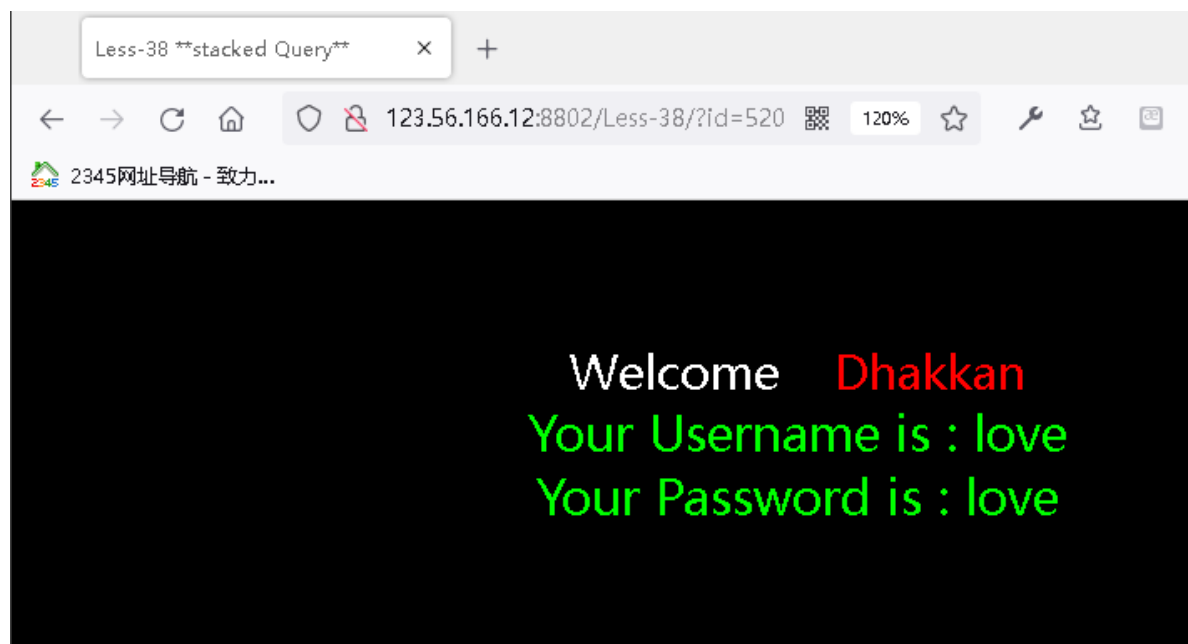 Less-38 **stacked Query**
123.56.166.12:8802/Less-38/?id=520 120%
2345 2345网址导航 - 致力...
Welcome Dhakkan
Your Username is : love
Your Password is : love